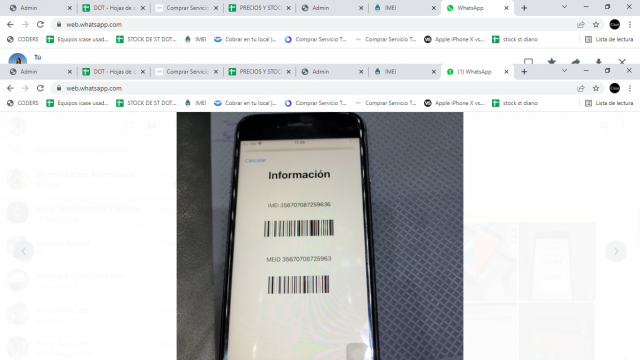 Admin DOT - Hojas de c Comprar Servicio PRECIOS Y STOC Admin IMEI WhatsApp
web.whatsapp.com
CODERS Equipos icase usad... STOCK DE ST DOT... IMEI Cobrar en tu local j... Comprar Servicio T... Comprar Servicio T... Apple iPhone X vs... stock st diario Lista de lectura
Tú
Admin DOT - Hojas de c Comprar Servicio PRECIOS Y STOC Admin IMEI (1) WhatsApp
web.whatsapp.com
CODERS Equipos icase usad... STOCK DE ST DOT... IMEI Cobrar en tu local j... Comprar Servicio T... Comprar Servicio T... Apple iPhone X vs... stock st diario Lista de lectura
Cancelar
Información
IMEI 356707087259636
MEID 35670708725963